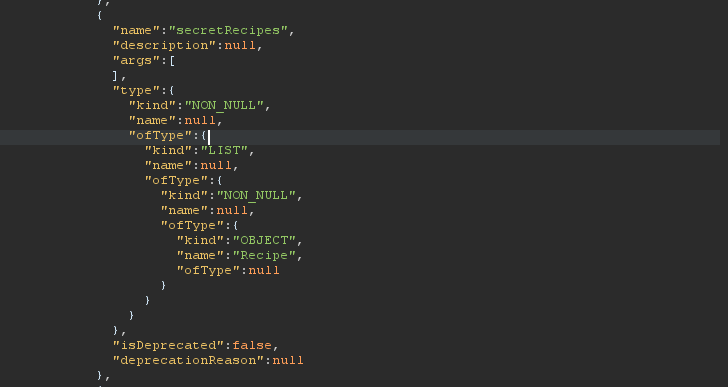 },
{
"name":"secretRecipes",
"description":null,
"args":[
],
"type":{
"kind":"NON_NULL",
"name":null,
"ofType":{
"kind":"LIST",
"name":null,
"ofType":{
"kind":"NON_NULL",
"name":null,
"ofType":{
"kind":"OBJECT",
"name":"Recipe",
"ofType":null
}
}
}
},
"isDeprecated":false,
"deprecationReason":null
},